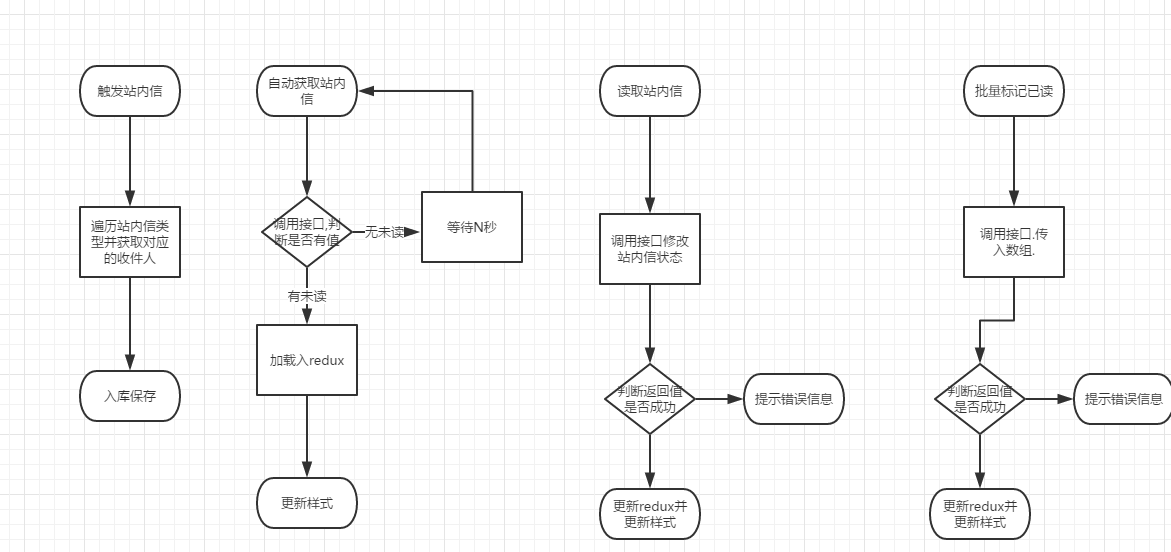 触发站内信
遍历站内信类
型并获取对应
的收件人
入库保存
自动获取站内
信
调用接口,判
断是否有值
无未读
等待N秒
有未读
加载入redux
更新样式
读取站内信
调用接口修改
站内信状态
判断返回值
是否成功
提示错误信息
更新redux并
更新样式
批量标记已读
调用接口.传
入数组.
判断返回值
是否成功
提示错误信息
更新redux并
更新样式